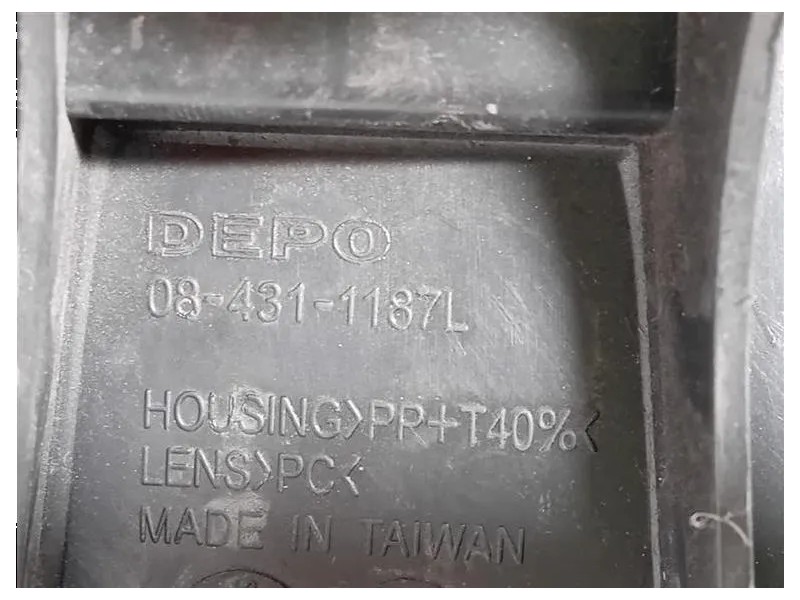 DEPO
08-431-1187L
HOUSING>PP+T40%<
LENS>PC<
MADE IN TAIWAN